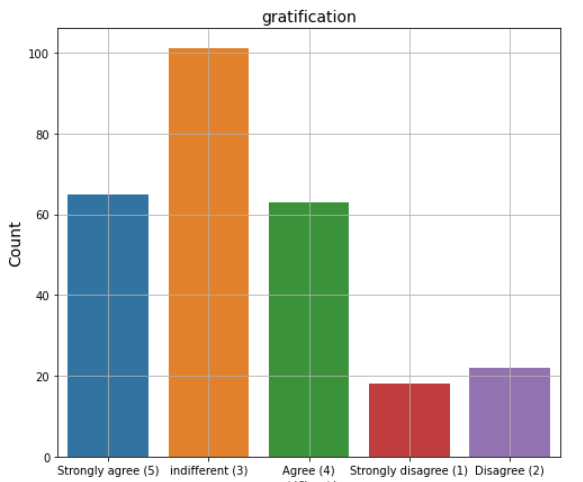 gratification
100
80
60
40
20
0
Count
Strongly agree (5) indifferent (3) Agree (4) Strongly disagree (1) Disagree (2)